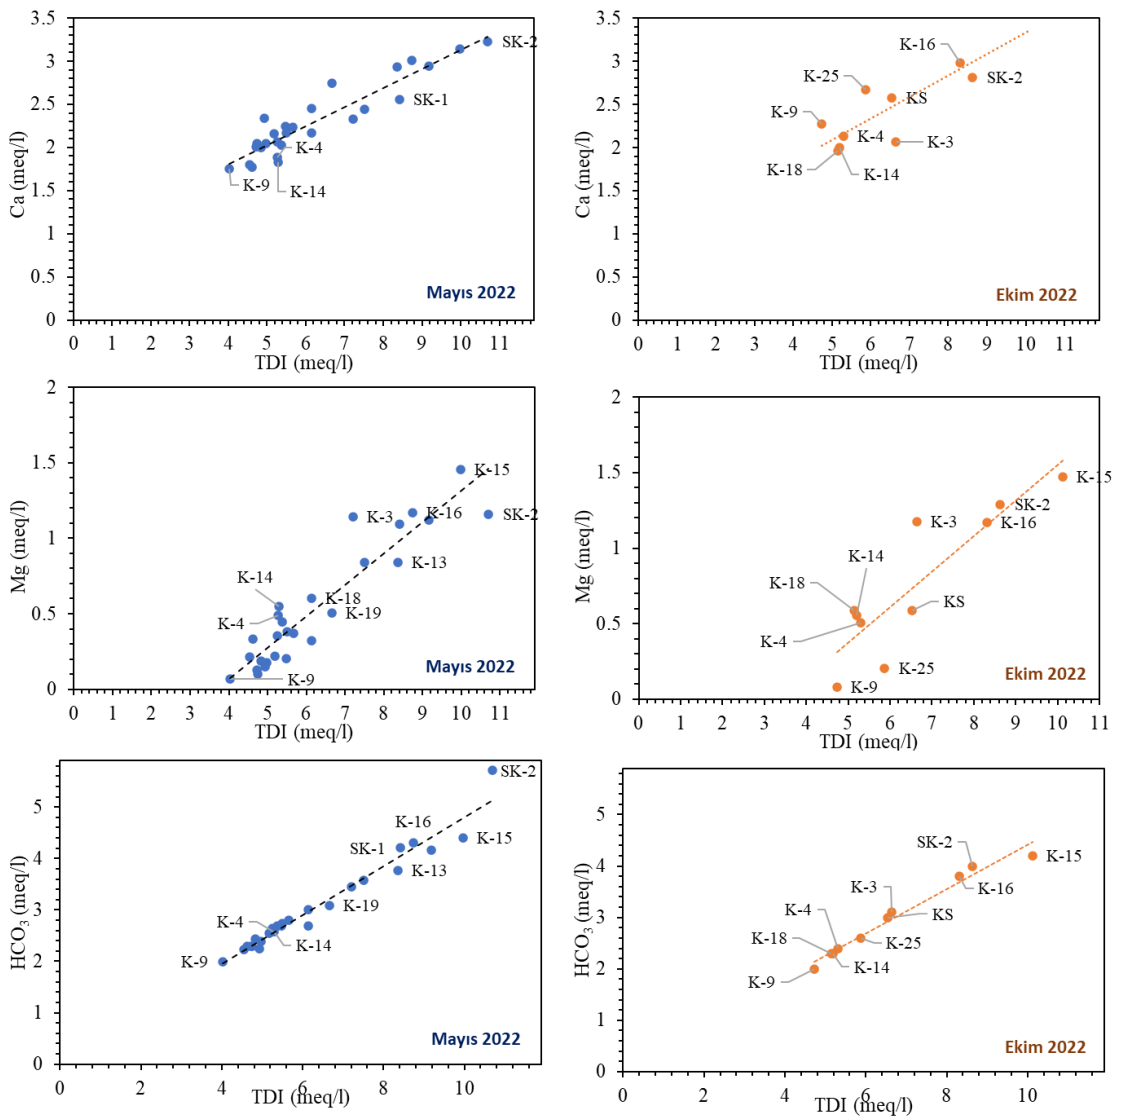 3.5
3
2.5
2
1.5
1
0.5
0
Ca (meq/l)
SK-2
SK-1
K-4
K-9
K-14
Mayıs 2022
0 1 2 3 4 5 6 7 8 9 10 11
TDI (meq/l)
3.5
3
2.5
2
1.5
1
0.5
0
Ca (meq/l)
K-16
K-25
SK-2
KS
K-9
K-4
K-3
K-18
K-14
Ekim 2022
0 1 2 3 4 5 6 7 8 9 10 11
TDI (meq/l)
2
1.5
1
0.5
0
Mg (meq/l)
K-15
K-3
K-16
SK-2
K-13
K-14
K-18
K-19
K-4
K-9
Mayıs 2022
0 1 2 3 4 5 6 7 8 9 10 11
TDI (meq/l)
2
1.5
1
0.5
0
Mg (meq/l)
K-15
SK-2
K-3
K-16
K-14
K-18
KS
K-4
K-25
K-9
Ekim 2022
0 1 2 3 4 5 6 7 8 9 10 11
TDI (meq/l)
5
4
3
2
1
0
HCO3 (meq/l)
SK-2
K-16
K-15
SK-1
K-13
K-19
K-4
K-14
K-9
Mayıs 2022
0 2 4 6 8 10
TDI (meq/l)
5
4
3
2
1
0
HCO3 (meq/l)
SK-2
K-15
K-3
K-16
K-4
KS
K-18
K-25
K-14
K-9
Ekim 2022
0 2 4 6 8 10
TDI (meq/l)